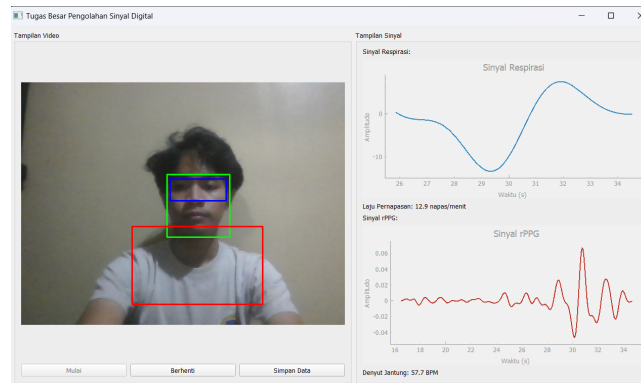 Tugas Besar Pengolahan Sinyal Digital
Tampilan Video
Mulai
Berhenti
Simpan Data
Tampilan Sinyal
Sinyal Respirasi:
Sinyal Respirasi
Amplitudo
0
-10
26 27 28 29 30 31 32 33 34
Waktu (s)
Laju Pernapasan: 12.9 napas/menit
Sinyal rPPG:
Sinyal rPPG
Amplitudo
0.06
0.04
0.02
0
-0.02
-0.04
16 18 20 22 24 26 28 30 32 34
Waktu (s)
Denyut Jantung: 57.7 BPM